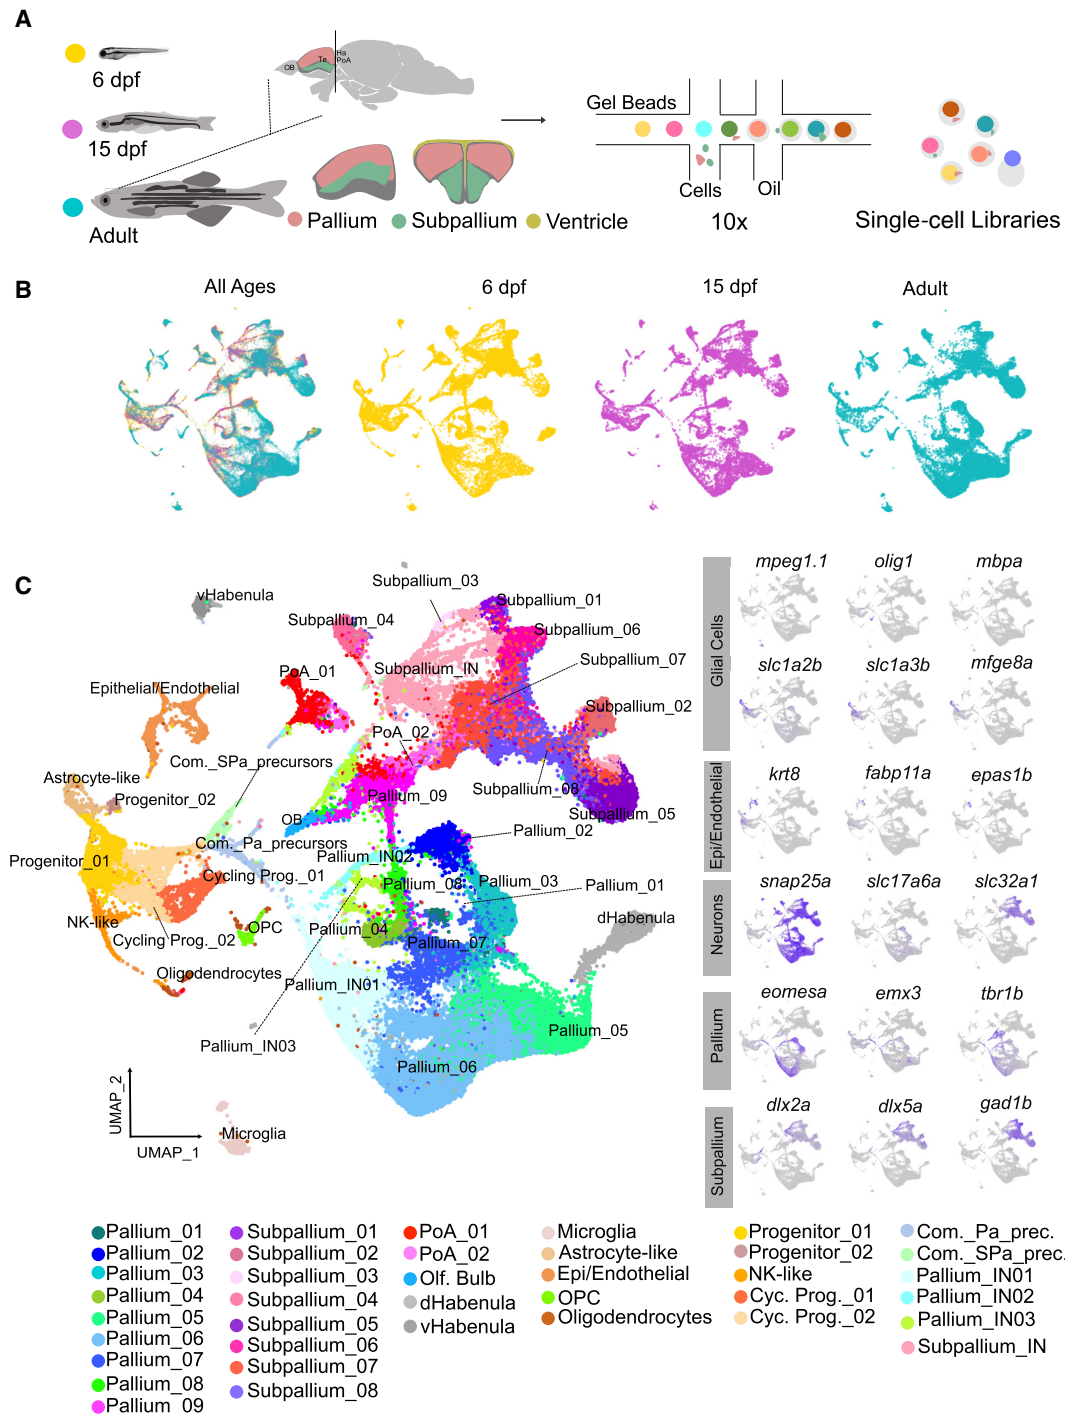 A
6 dpf
15 dpf
Adult
OB
Te
Ha
PoA
Pallium
Subpallium
Ventricle
Gel Beads
Cells
Oil
10x
Single-cell Libraries
B
All Ages
6 dpf
15 dpf
Adult
C
vHabenula
Subpallium_03
Subpallium_04
Subpallium_01
Subpallium_06
Subpallium_IN
Subpallium_07
PoA_01
Epithelial/Endothelial
Subpallium_02
PoA_02
Com._SPa_precursors
Astrocyte-like
Progenitor_02
Pallium_09
Subpallium_08
Subpallium_05
OB
Pallium_02
Com._Pa_precursors
Pallium_IN02
Progenitor_01
Cycling Prog._01
Pallium_08
Pallium_03
Pallium_01
NK-like
OPC
Pallium_04
dHabenula
Cycling Prog._02
Pallium_07
Oligodendrocytes
Pallium_IN01
Pallium_05
Pallium_IN03
Pallium_06
UMAP_2
UMAP_1
Microglia
Glial Cells
mpeg1.1
olig1
mbpa
slc1a2b
slc1a3b
mfge8a
Epi/Endothelial
krt8
fabp11a
epas1b
Neurons
snap25a
slc17a6a
slc32a1
Pallium
eomesa
emx3
tbr1b
Subpallium
dlx2a
dlx5a
gad1b
Pallium_01
Pallium_02
Pallium_03
Pallium_04
Pallium_05
Pallium_06
Pallium_07
Pallium_08
Pallium_09
Subpallium_01
Subpallium_02
Subpallium_03
Subpallium_04
Subpallium_05
Subpallium_06
Subpallium_07
Subpallium_08
PoA_01
PoA_02
Olf. Bulb
dHabenula
vHabenula
Microglia
Astrocyte-like
Epi/Endothelial
OPC
Oligodendrocytes
Progenitor_01
Progenitor_02
NK-like
Cyc. Prog._01
Cyc. Prog._02
Com._Pa_prec.
Com._SPa_prec.
Pallium_IN01
Pallium_IN02
Pallium_IN03
Subpallium_IN